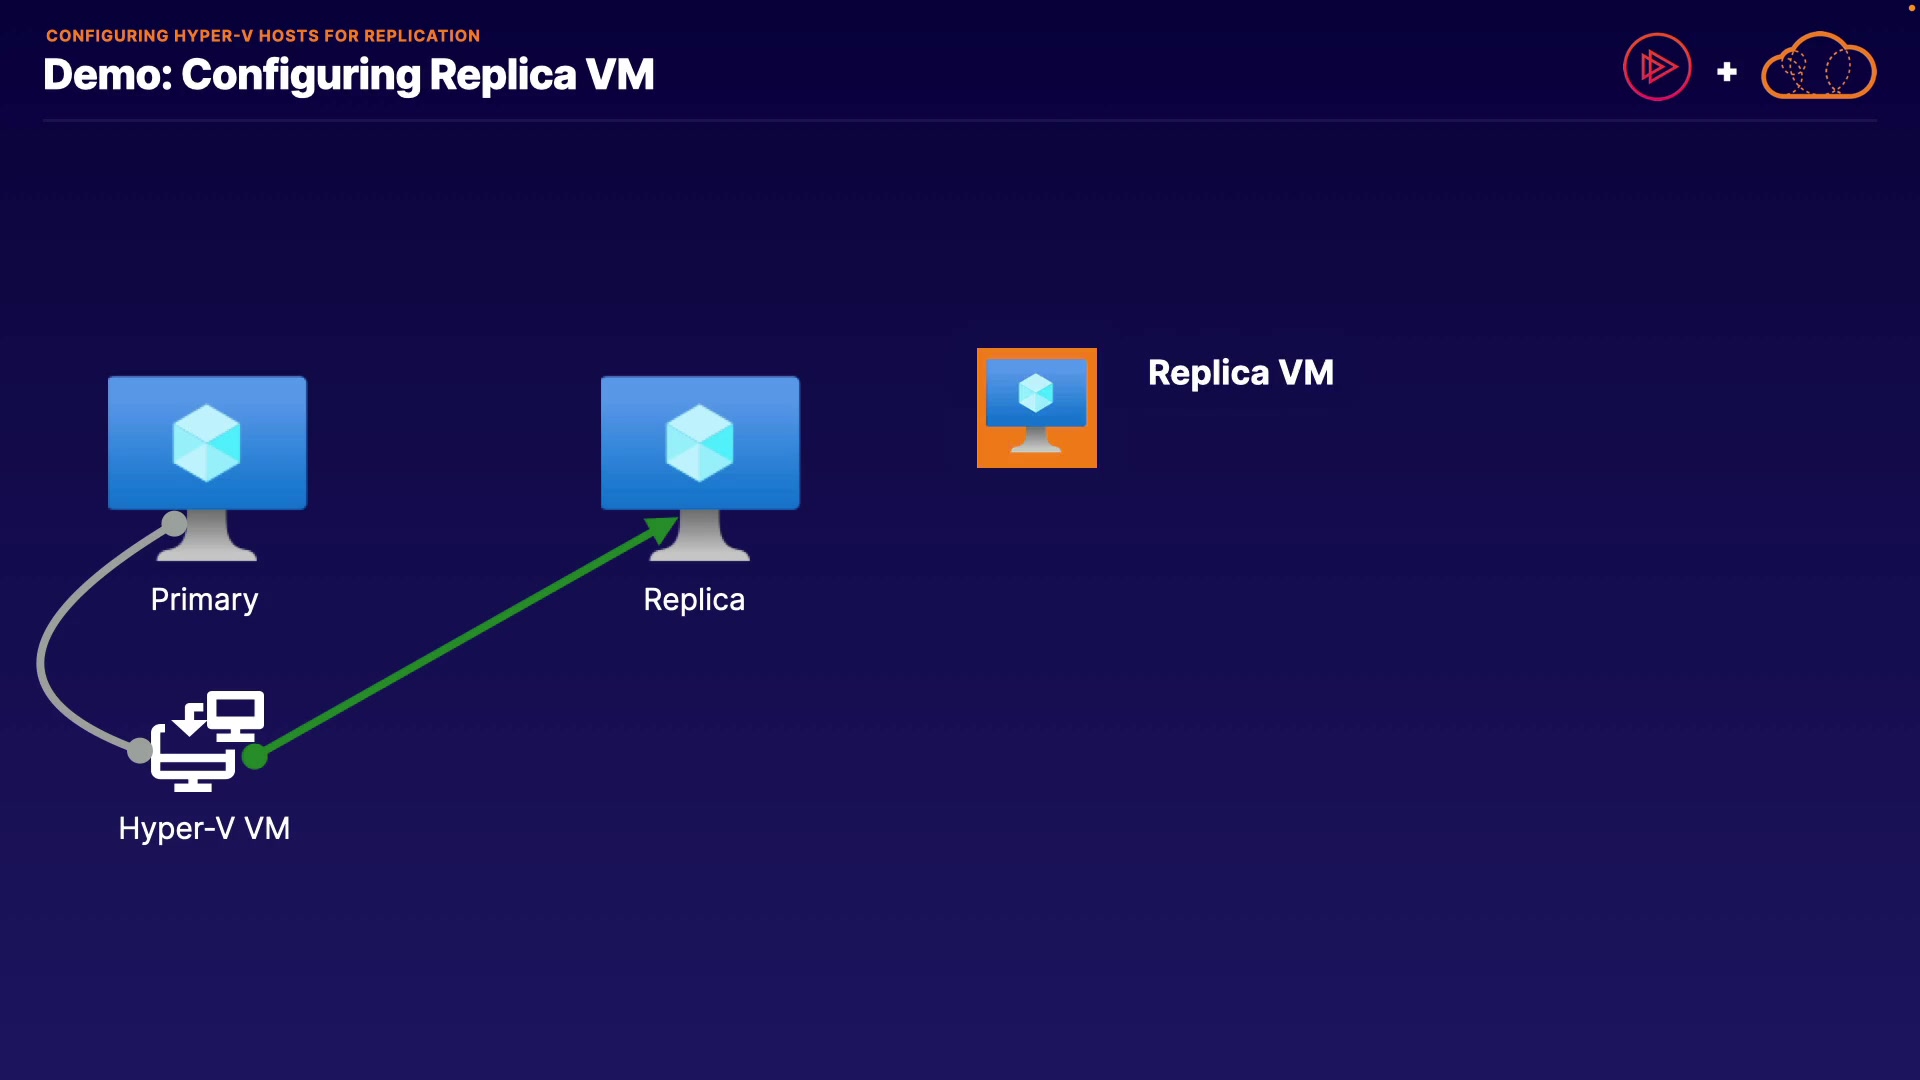 CONFIGURING HYPER-V HOSTS FOR REPLICATION
Demo: Configuring Replica VM
Replica VM
Primary
Replica
Hyper-V VM